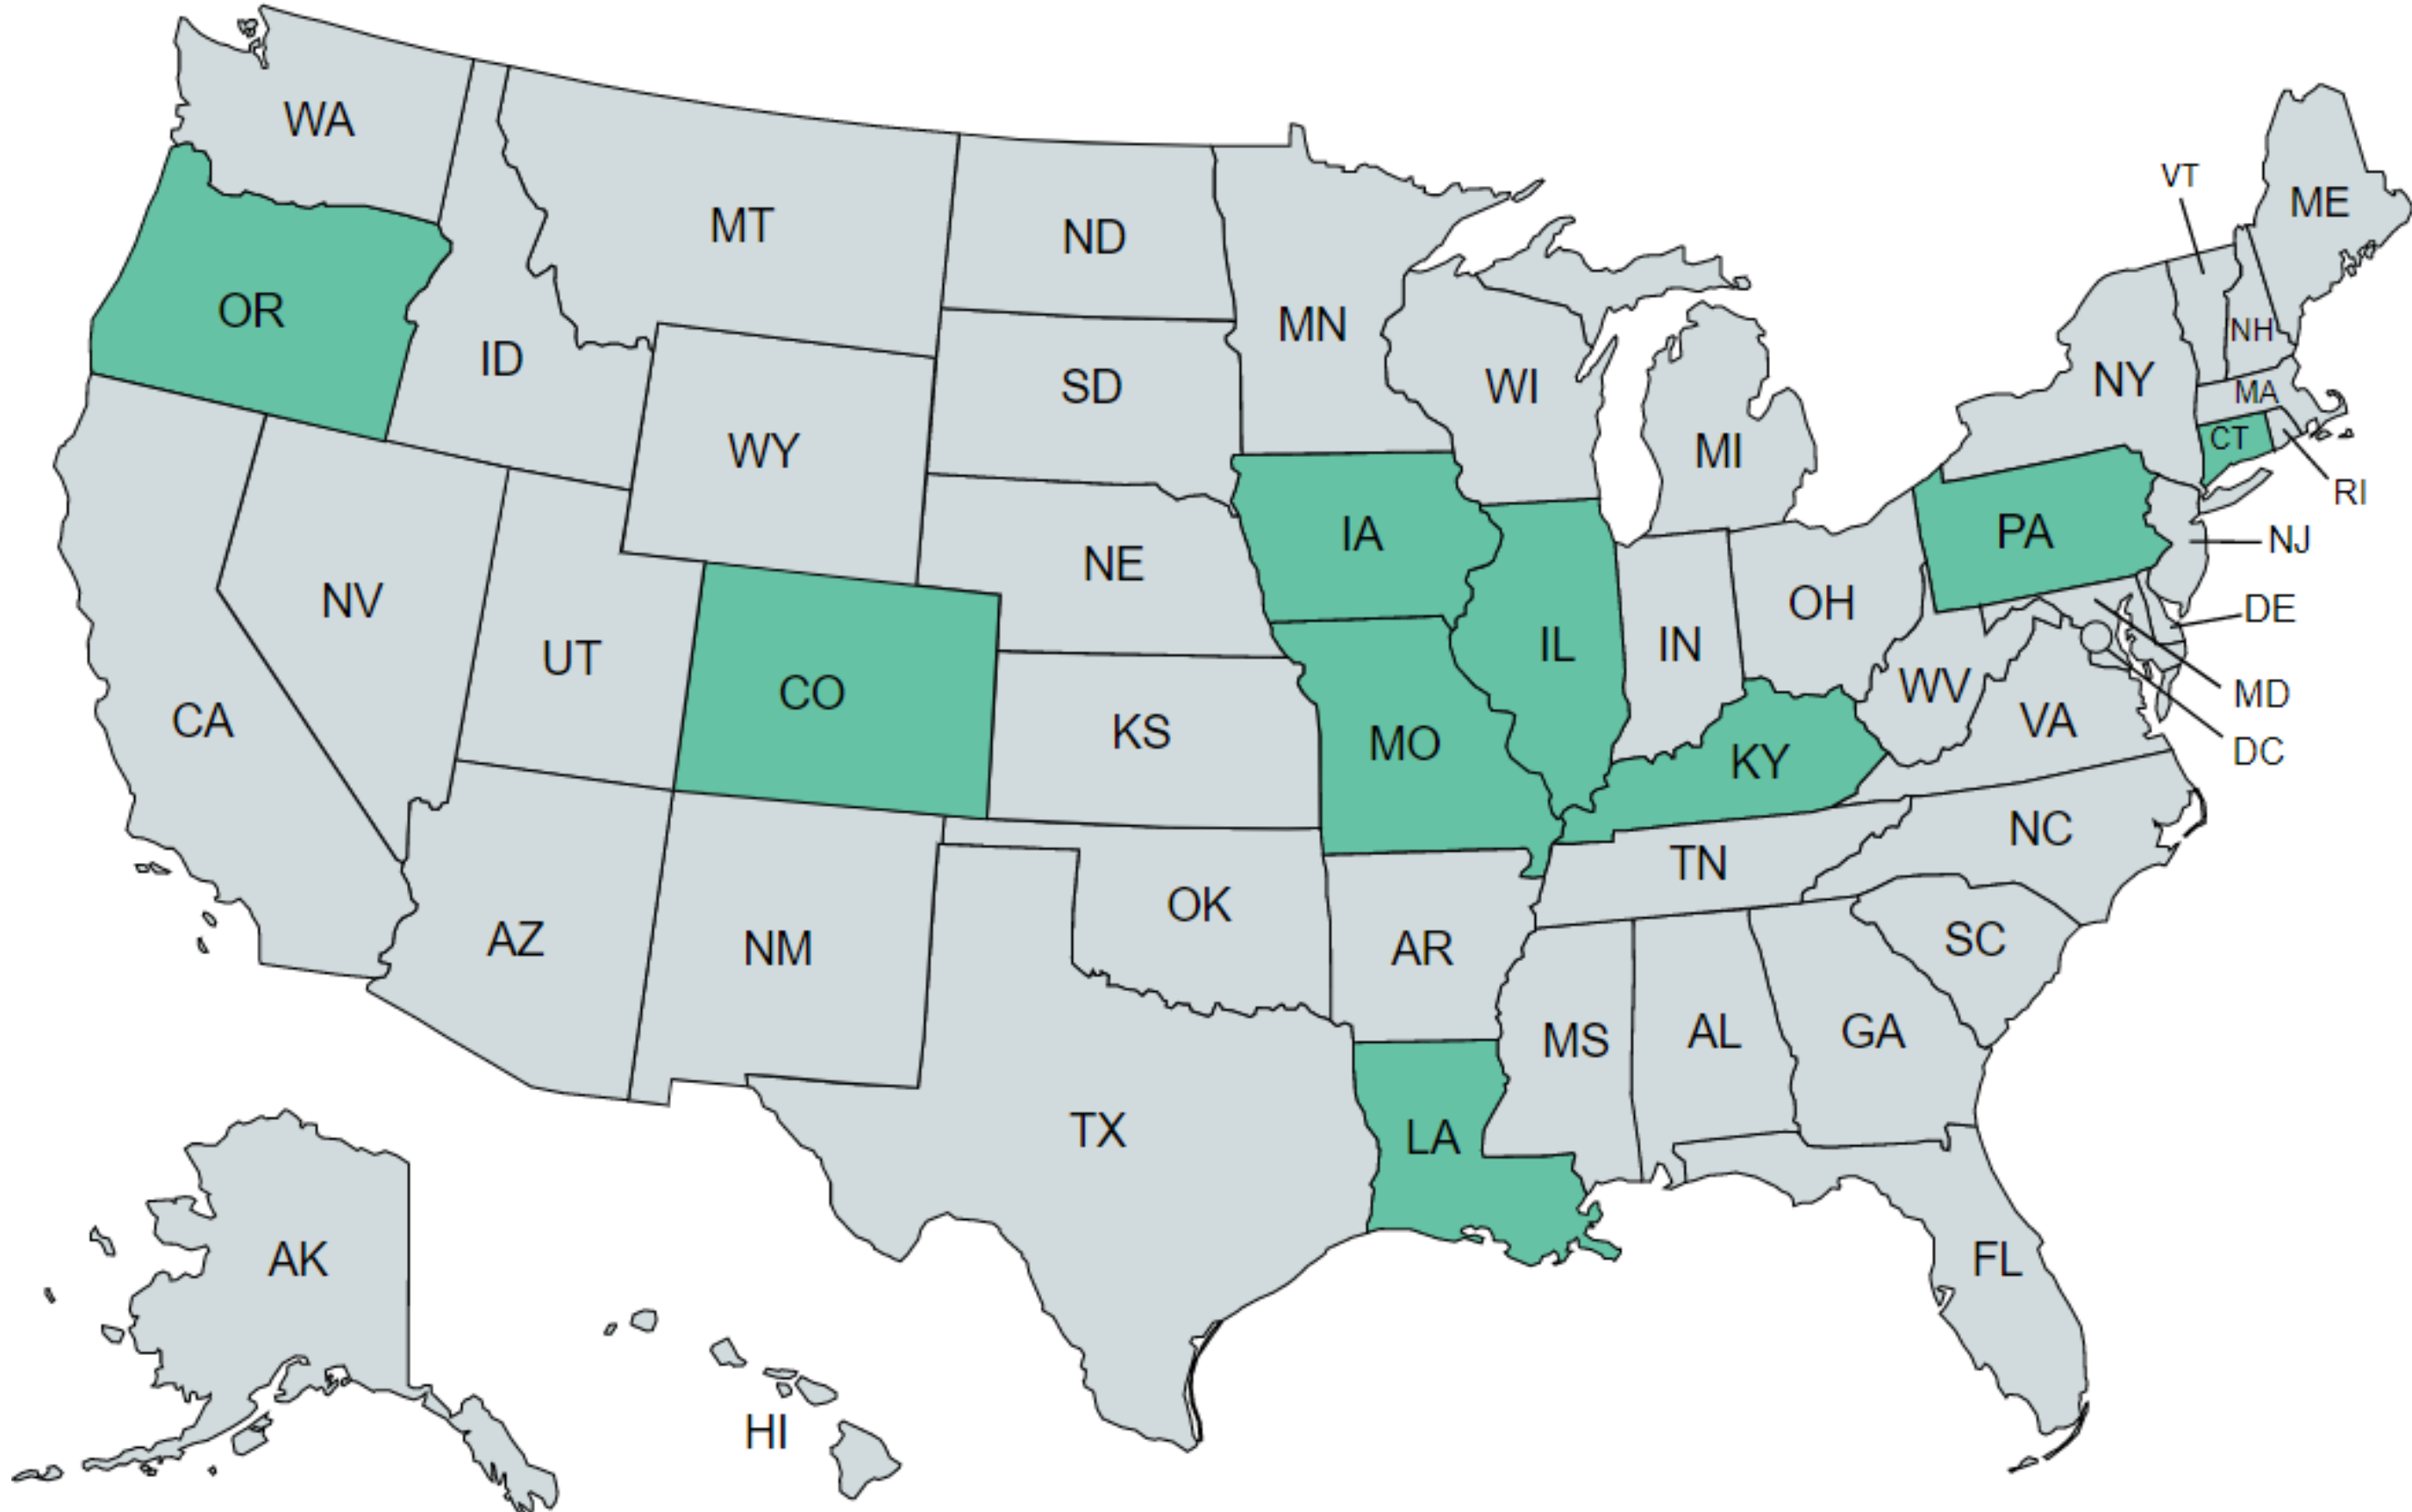 WA
MT
ND
MN
VT
ME
OR
ID
SD
WI
NH
NY
MA
WY
MI
CT
RI
IA
PA
NJ
NE
NV
UT
CO
IL
IN
OH
DE
MD
WV
VA
DC
CA
KS
MO
KY
NC
TN
OK
AZ
NM
AR
SC
MS
AL
GA
TX
LA
AK
FL
HI